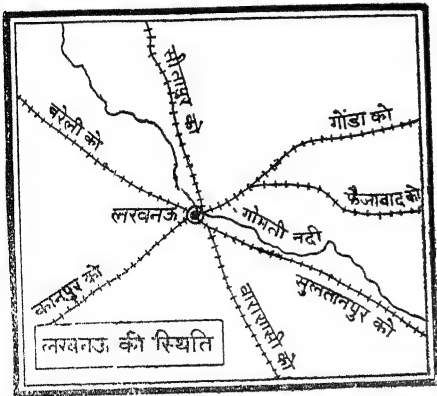 सीतापुर को
बरेली को
गोंडा को
फैजाबाद को
लखनऊ
गोमती नदी
कानपुर को
सुलतानपुर को
वाराणसी को
लखनऊ की स्थिति